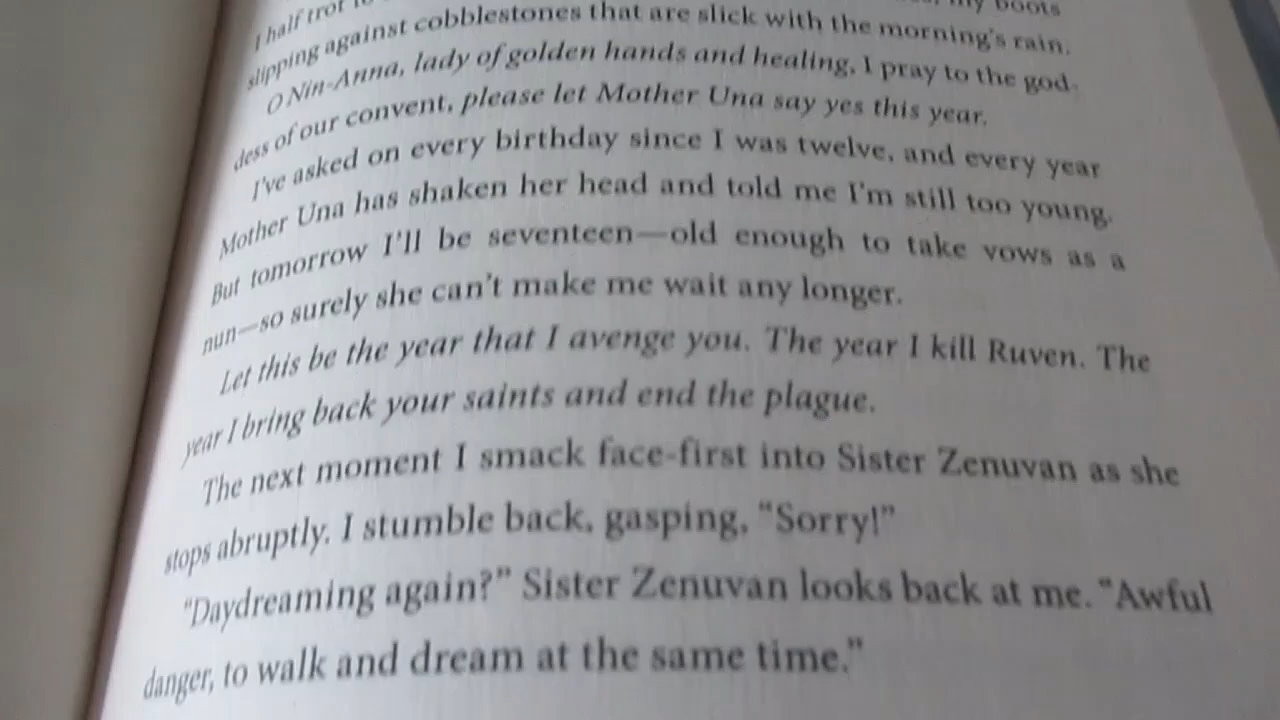 I half trot to my boots
slipping against cobblestones that are slick with the morning's rain.
O Nin-Anna, lady of golden hands and healing, I pray to the god-
dess of our convent, please let Mother Una say yes this year.
I've asked on every birthday since I was twelve, and every year
Mother Una has shaken her head and told me I'm still too young.
But tomorrow I'll be seventeen—old enough to take vows as a
nun—so surely she can't make me wait any longer.
Let this be the year that I avenge you. The year I kill Ruven. The
year I bring back your saints and end the plague.
The next moment I smack face-first into Sister Zenuvan as she
stops abruptly. I stumble back, gasping, “Sorry!”
“Daydreaming again?” Sister Zenuvan looks back at me. “Awful
danger, to walk and dream at the same time.”